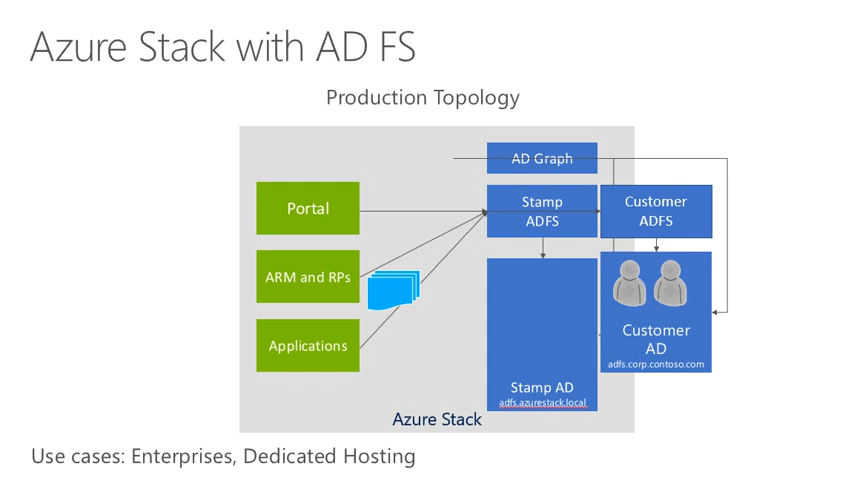 Azure Stack with AD FS
Production Topology
AD Graph
Portal
Stamp
ADFS
Customer
ADFS
ARM and RPs
Applications
Customer
AD
adfs.corp.contoso.com
Stamp AD
adfs.azurestack.local
Azure Stack
Use cases: Enterprises, Dedicated Hosting